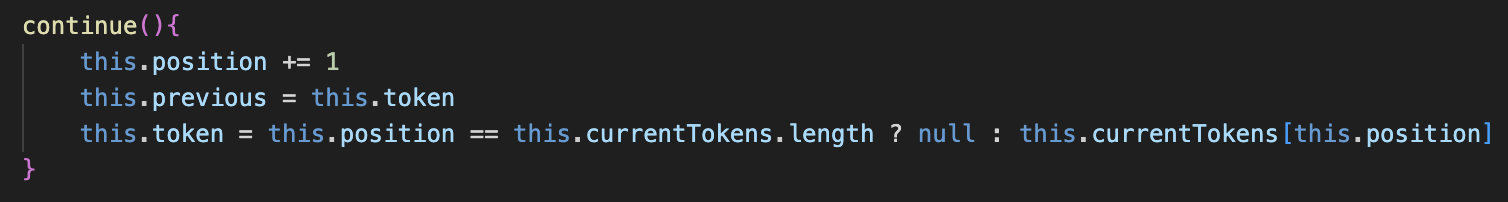 continue(){
    this.position += 1
    this.previous = this.token
    this.token = this.position == this.currentTokens.length ? null : this.currentTokens[this.position]
}